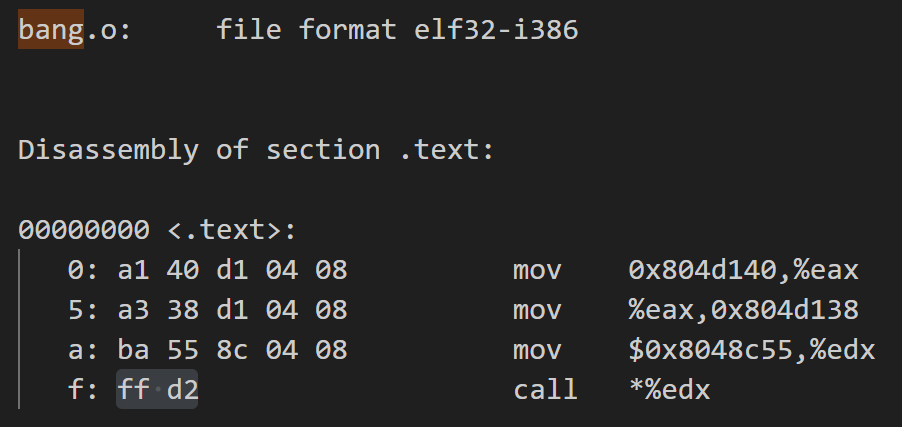 bang.o:     file format elf32-i386
Disassembly of section .text:
00000000 <.text>:
   0: a1 40 d1 04 08          mov    0x804d140,%eax
   5: a3 38 d1 04 08          mov    %eax,0x804d138
   a: ba 55 8c 04 08          mov    $0x8048c55,%edx
   f: ff d2                   call   *%edx